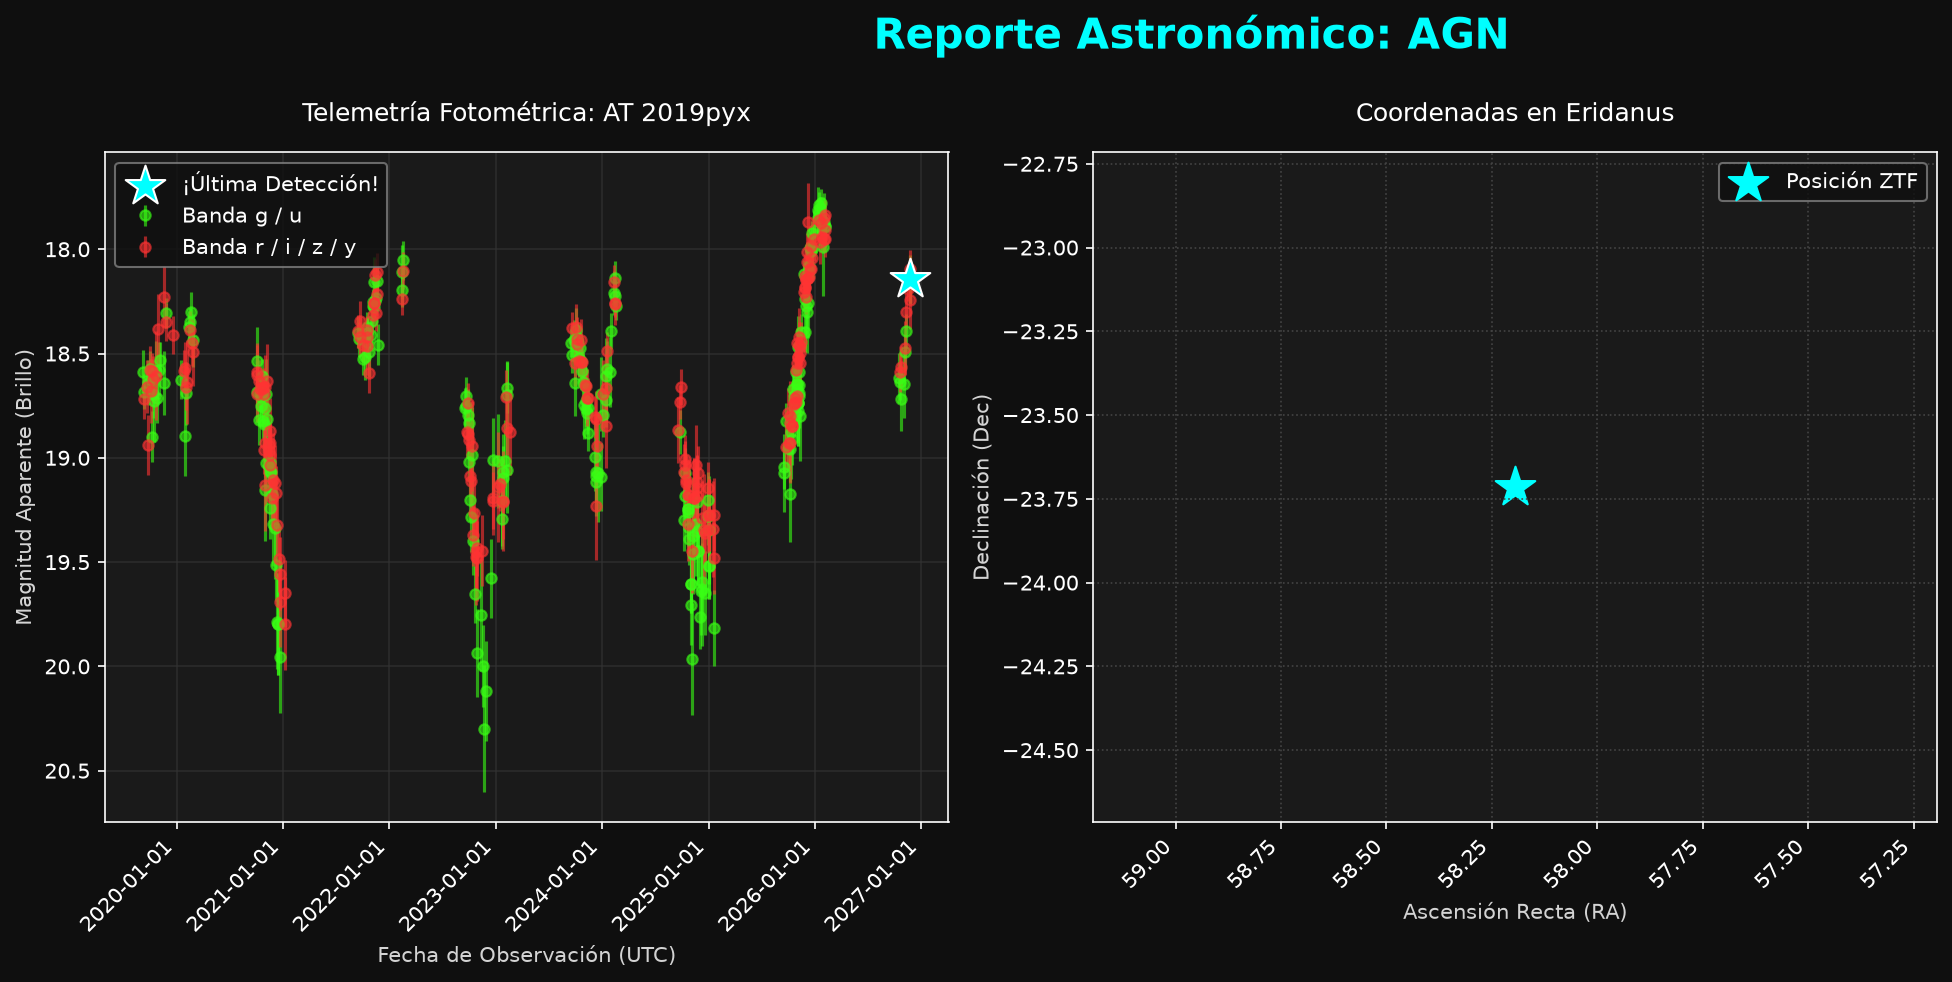 Reporte Astronómico: AGN
Telemetría Fotométrica: AT 2019pyx
¡Última Detección!
Banda g / u
Banda r / i / z / y
Magnitud Aparente (Brillo)
18.0
18.5
19.0
19.5
20.0
20.5
2020-01-01
2021-01-01
2022-01-01
2023-01-01
2024-01-01
2025-01-01
2026-01-01
2027-01-01
Fecha de Observación (UTC)
Coordenadas en Eridanus
Posición ZTF
Declinación (Dec)
−22.75
−23.00
−23.25
−23.50
−23.75
−24.00
−24.25
−24.50
59.00
58.75
58.50
58.25
58.00
57.75
57.50
57.25
Ascensión Recta (RA)